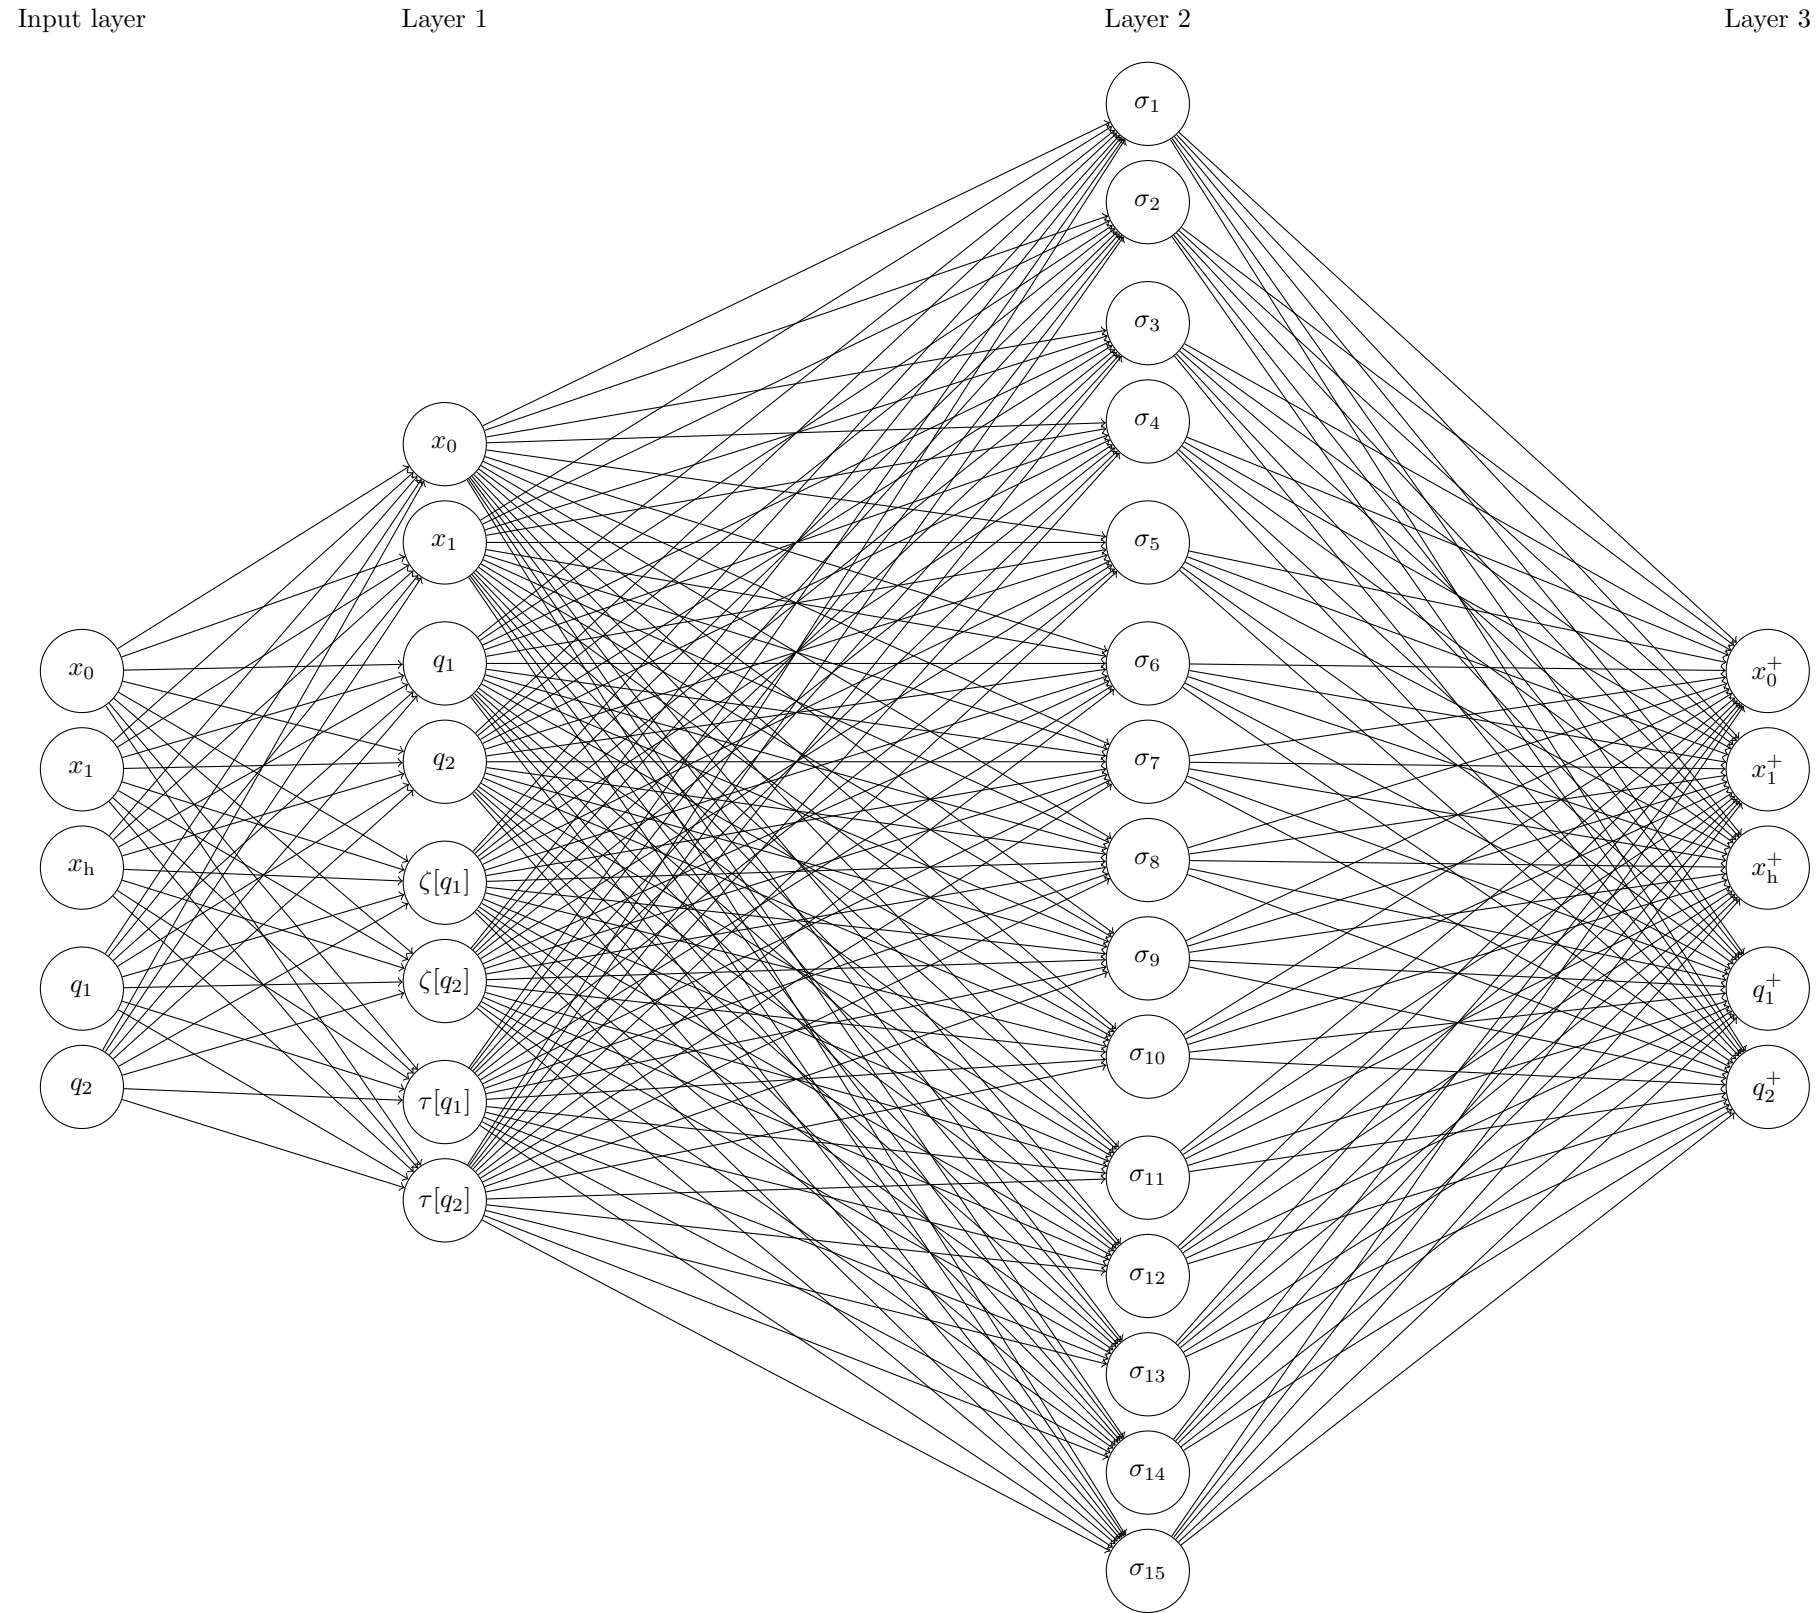 Input layer
Layer 1
Layer 2
Layer 3
x₀
x₁
xₕ
q₁
q₂
x₀
x₁
q₁
q₂
ζ[q₁]
ζ[q₂]
τ[q₁]
τ[q₂]
σ₁
σ₂
σ₃
σ₄
σ₅
σ₆
σ₇
σ₈
σ₉
σ₁₀
σ₁₁
σ₁₂
σ₁₃
σ₁₄
σ₁₅
x₀⁺
x₁⁺
xₕ⁺
q₁⁺
q₂⁺